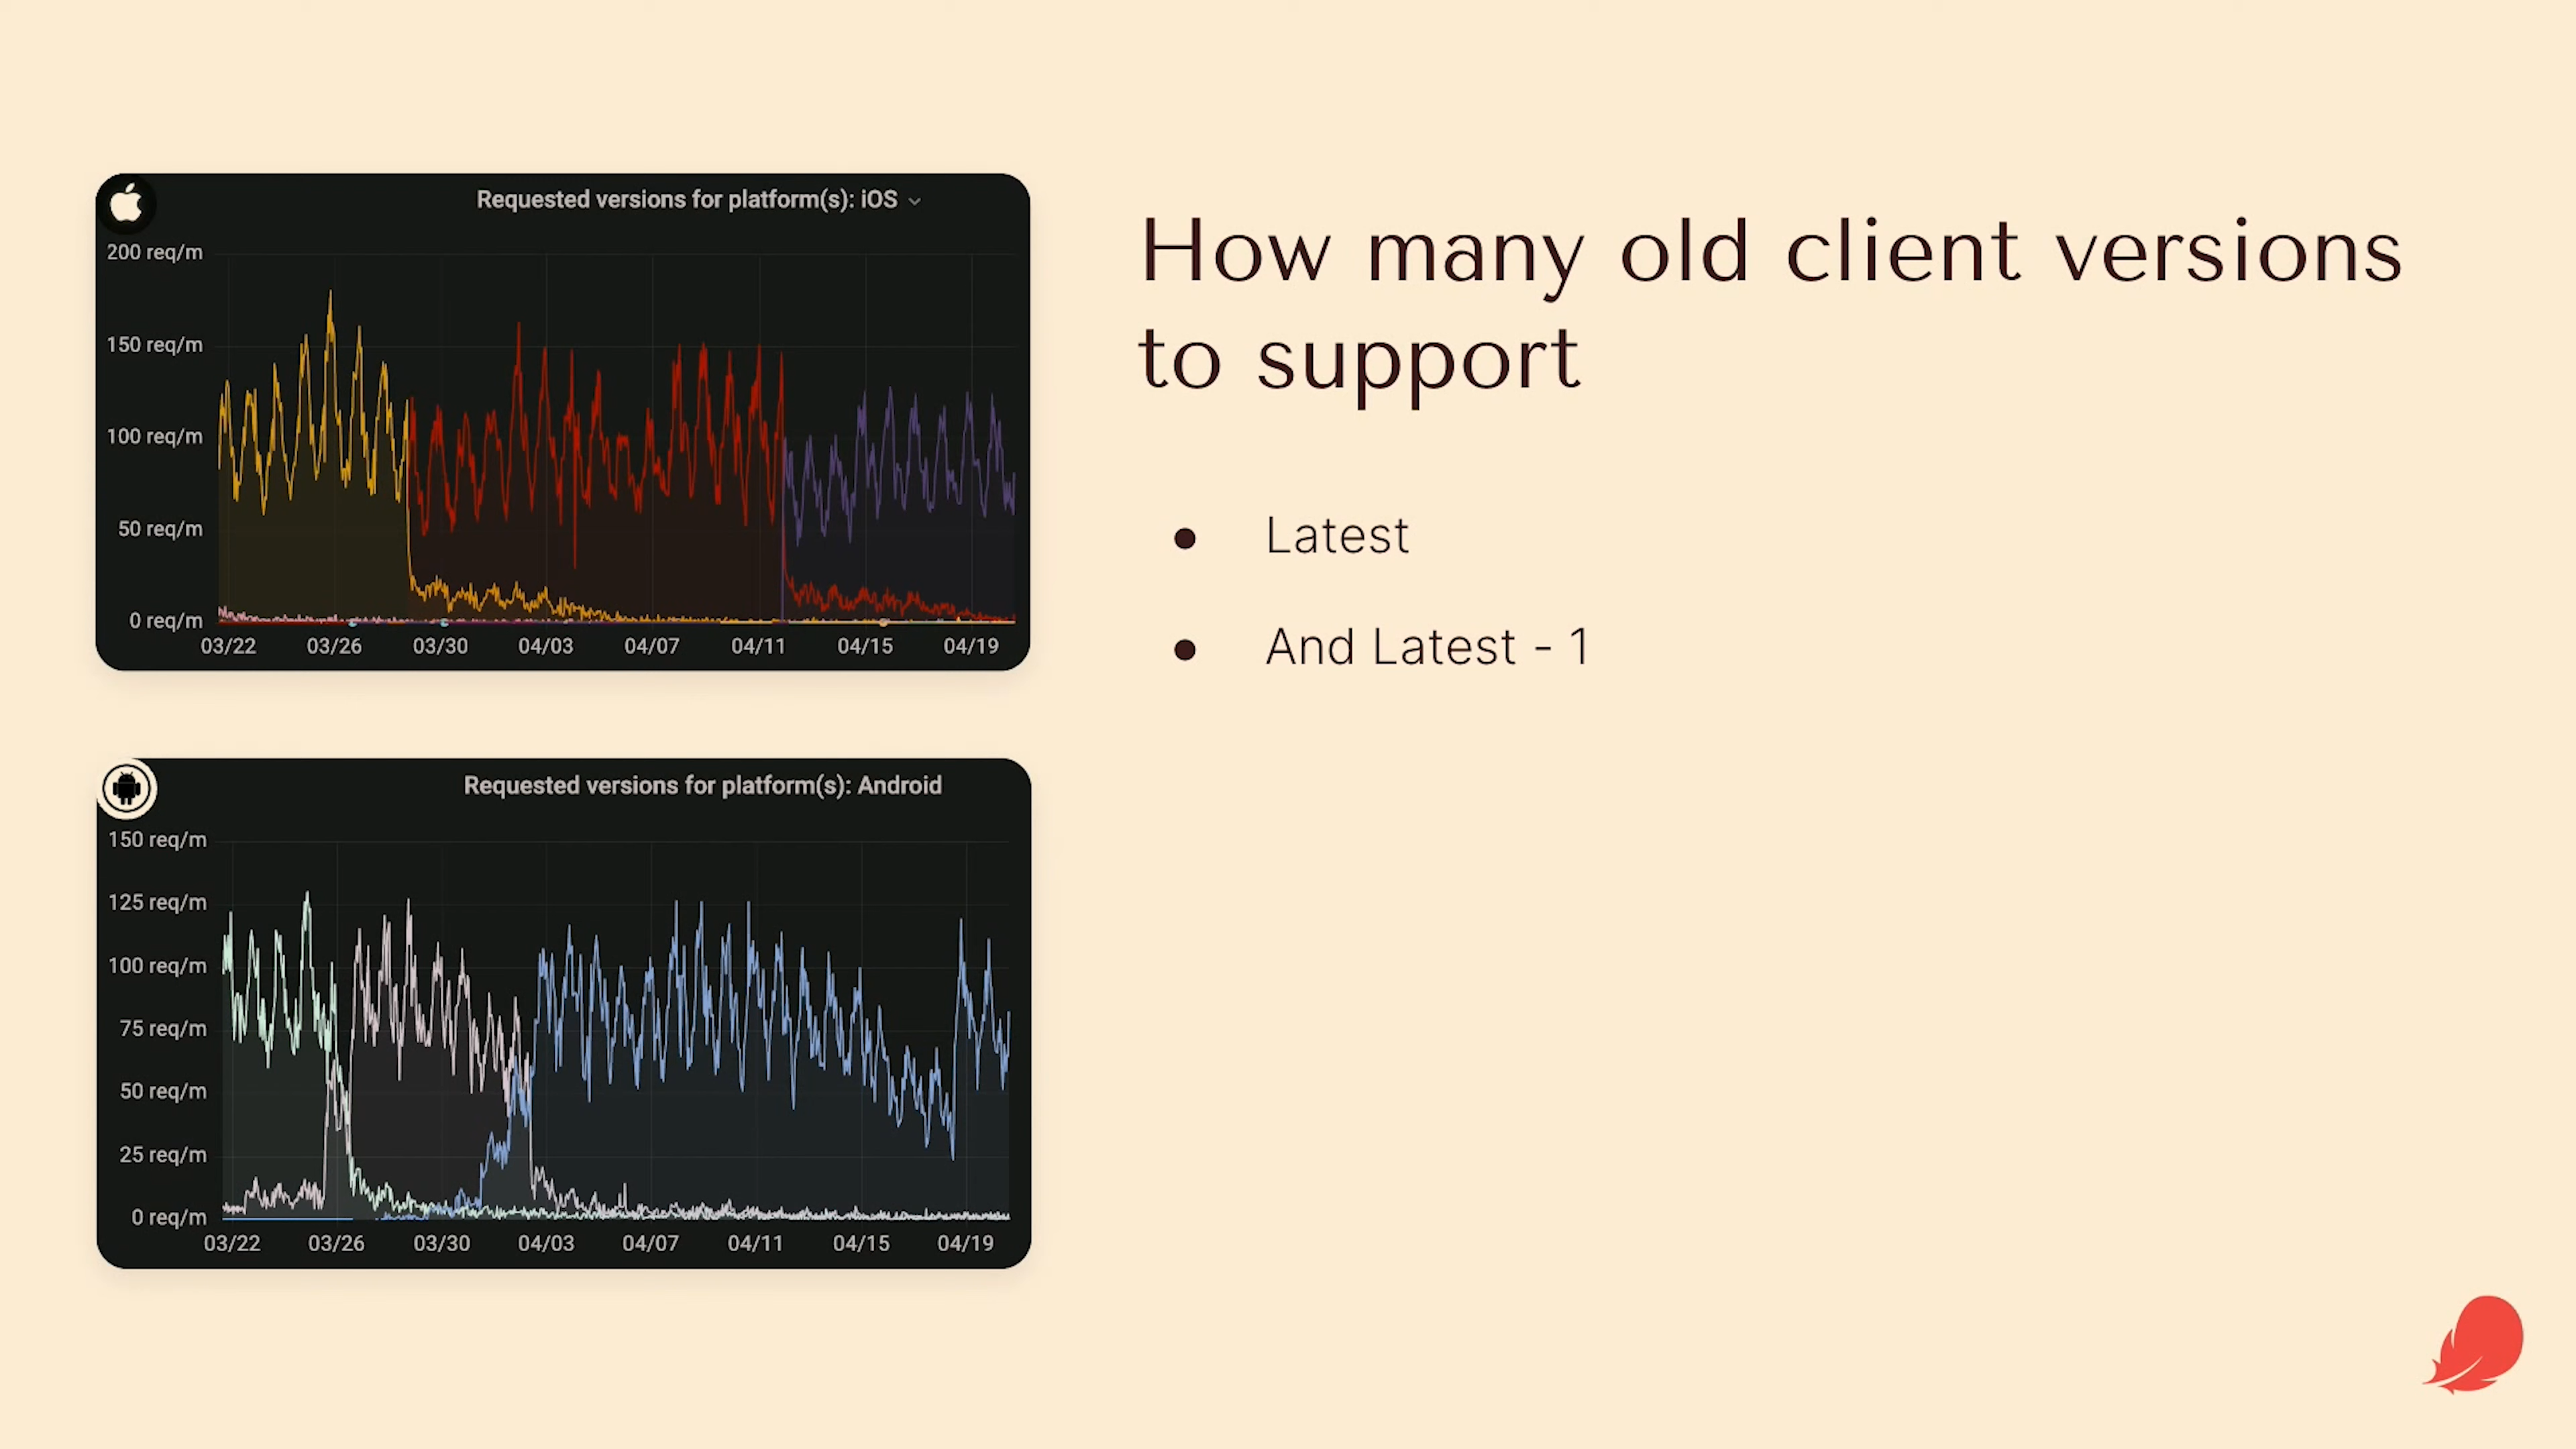 Requested versions for platform(s): iOS
200 req/m
150 req/m
100 req/m
50 req/m
0 req/m
03/22 03/26 03/30 04/03 04/07 04/11 04/15 04/19
Requested versions for platform(s): Android
150 req/m
125 req/m
100 req/m
75 req/m
50 req/m
25 req/m
0 req/m
03/22 03/26 03/30 04/03 04/07 04/11 04/15 04/19
How many old client versions
to support
● Latest
● And Latest - 1